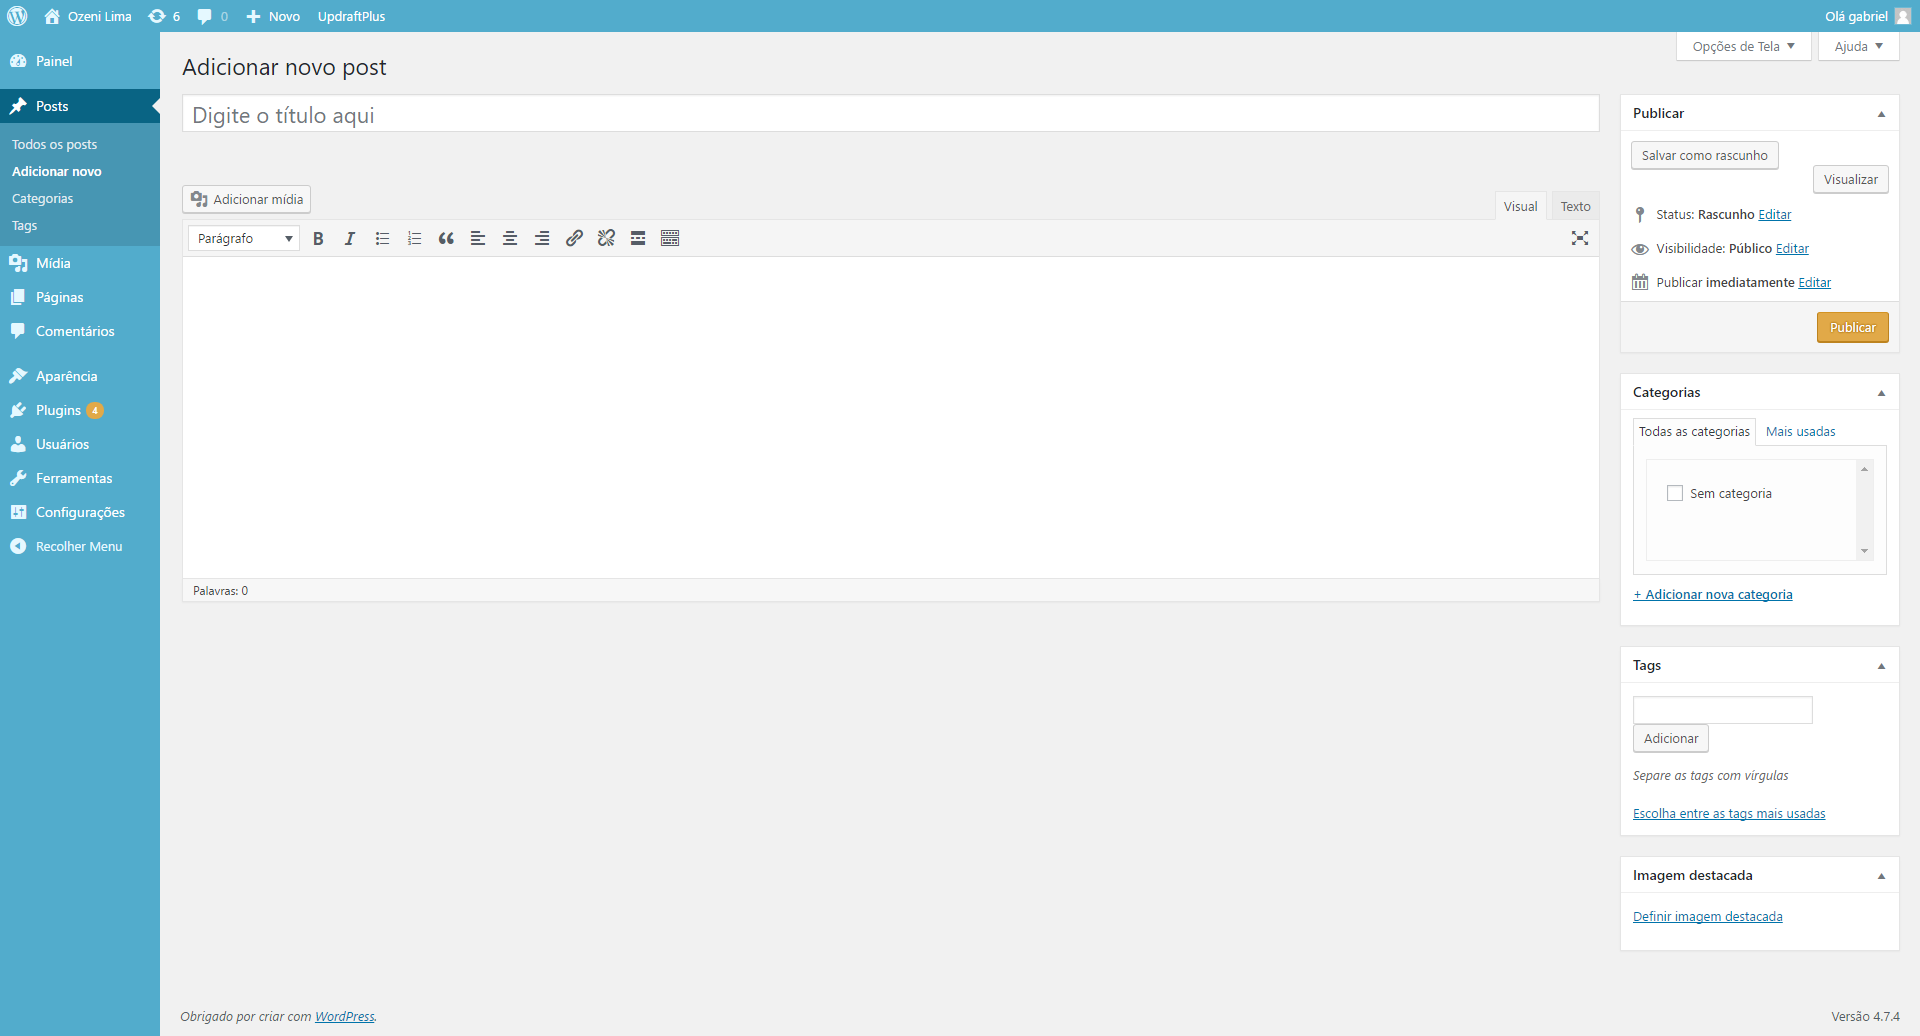 Ozeni Lima 6 0 Novo UpdraftPlus Olá gabriel
Painel
Posts
Todos os posts
Adicionar novo
Categorias
Tags
Mídia
Páginas
Comentários
Aparência
Plugins 4
Usuários
Ferramentas
Configurações
Recolher Menu
Opções de Tela Ajuda
Adicionar novo post
Digite o título aqui
Adicionar mídia
Visual Texto
Parágrafo
Palavras: 0
Publicar
Salvar como rascunho
Visualizar
Status: Rascunho Editar
Visibilidade: Público Editar
Publicar imediatamente Editar
Publicar
Categorias
Todas as categorias Mais usadas
Sem categoria
+ Adicionar nova categoria
Tags
Adicionar
Separe as tags com vírgulas
Escolha entre as tags mais usadas
Imagem destacada
Definir imagem destacada
Obrigado por criar com WordPress.
Versão 4.7.4